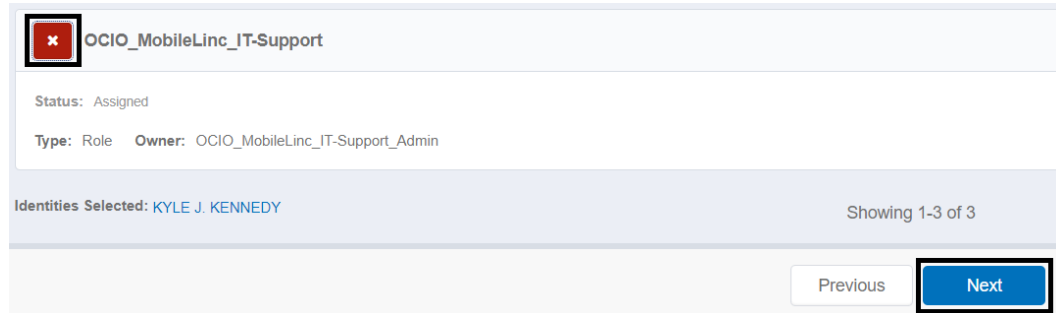 OCIO_MobileLinc_IT-Support
Status: Assigned
Type: Role Owner: OCIO_MobileLinc_IT-Support_Admin
Identities Selected: KYLE J. KENNEDY
Showing 1-3 of 3
Previous Next